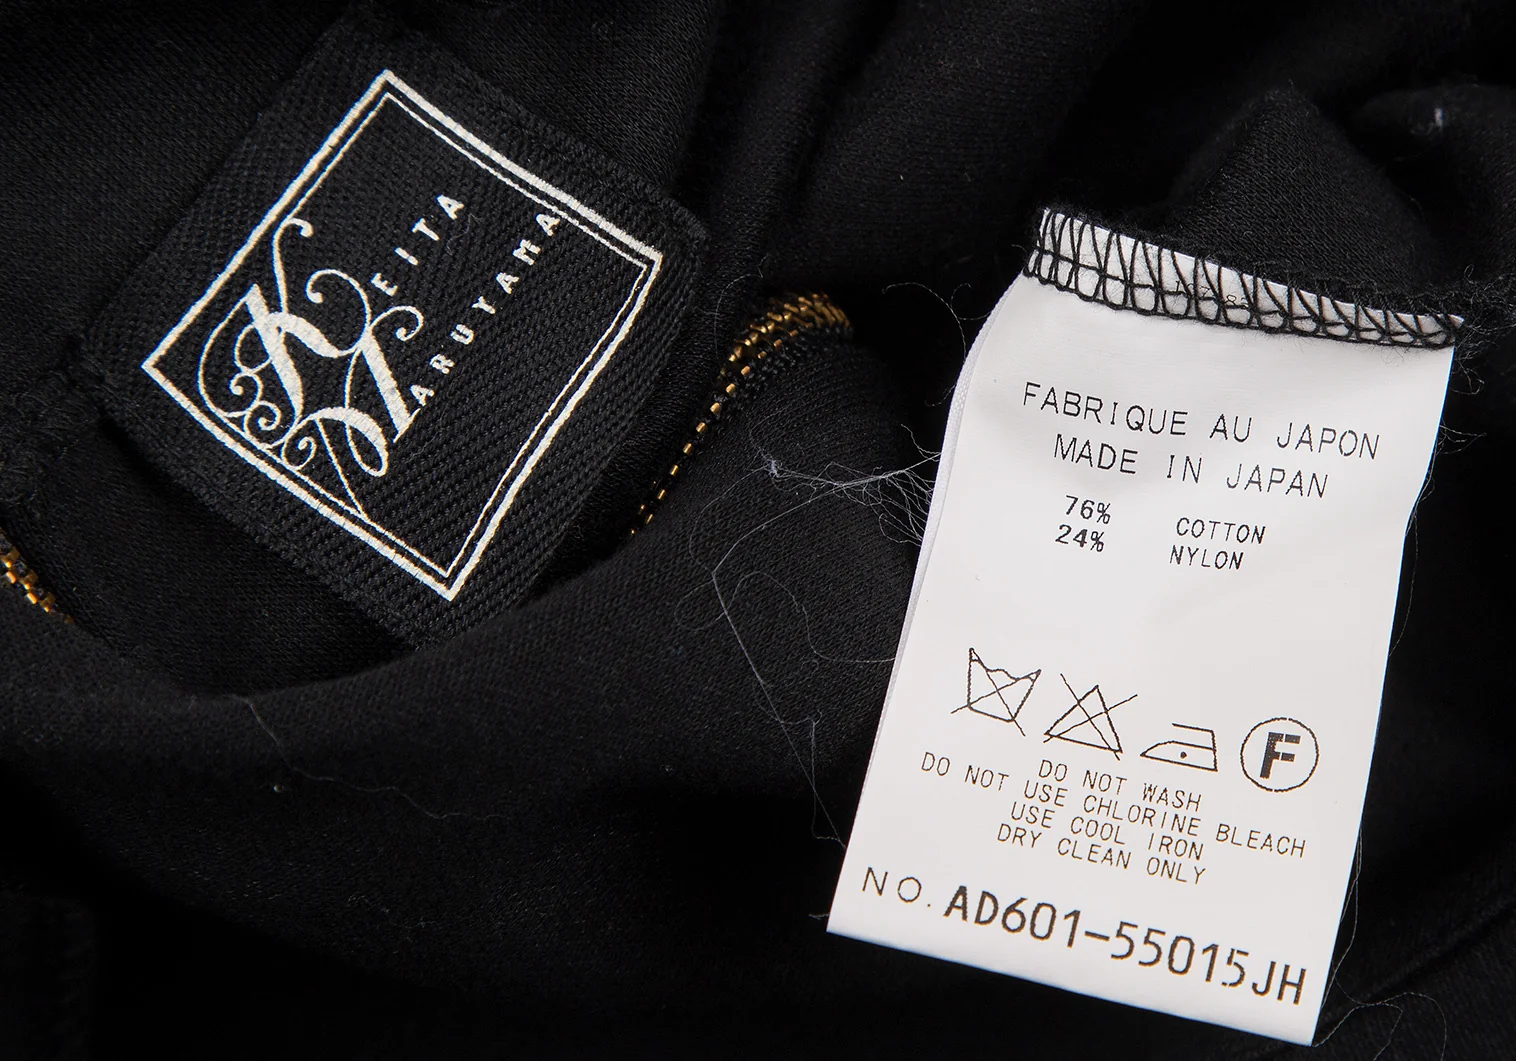 KEITA
MARUYAMA
FABRIQUE AU JAPON
MADE IN JAPAN
76% COTTON
24% NYLON
F
DO NOT WASH
DO NOT USE CHLORINE BLEACH
USE COOL IRON
DRY CLEAN ONLY
NO. AD601-55015JH